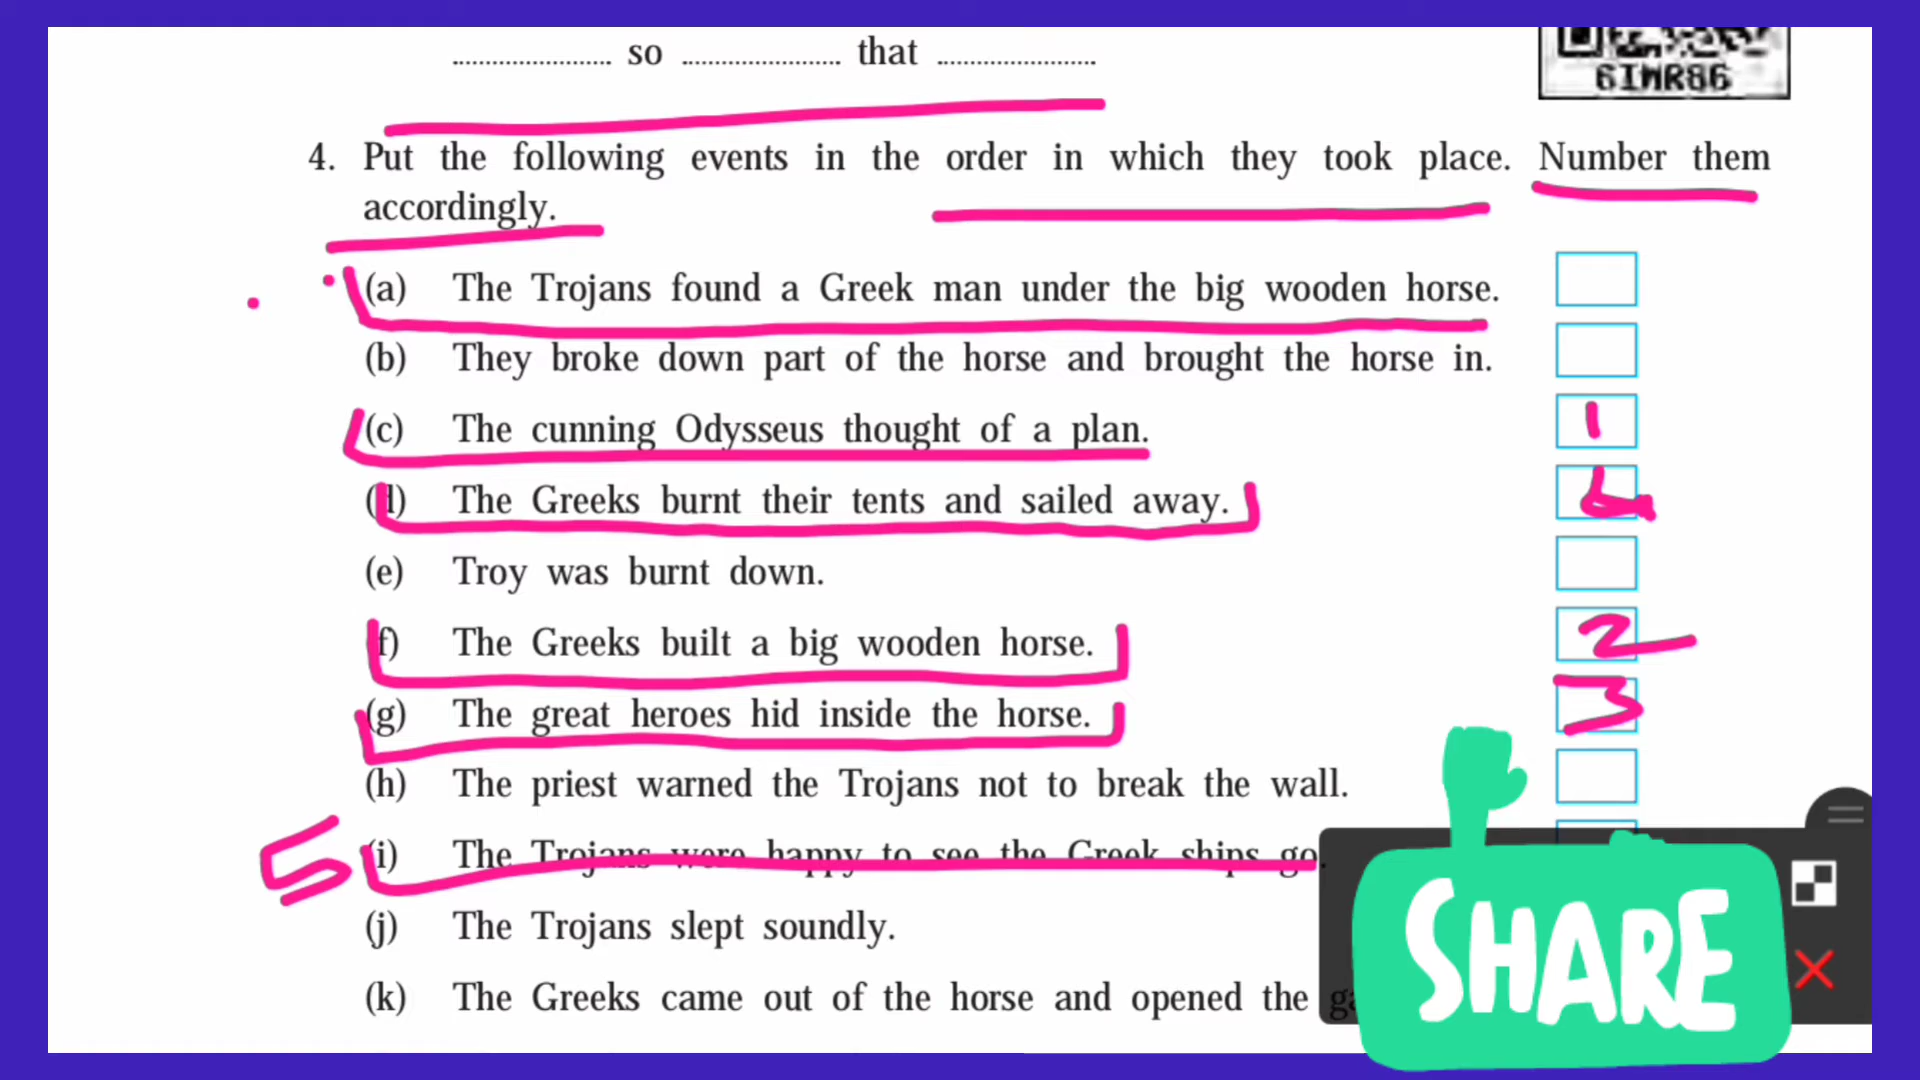 so that
6IMR86
4. Put the following events in the order in which they took place. Number them
accordingly.
(a) The Trojans found a Greek man under the big wooden horse.
(b) They broke down part of the horse and brought the horse in.
(c) The cunning Odysseus thought of a plan. 1
(d) The Greeks burnt their tents and sailed away. 4
(e) Troy was burnt down.
f) The Greeks built a big wooden horse. 2
(g) The great heroes hid inside the horse. 3
(h) The priest warned the Trojans not to break the wall.
5 (i) The Trojans were happy to see the Greek ships go.
(j) The Trojans slept soundly.
(k) The Greeks came out of the horse and opened the
SHARE